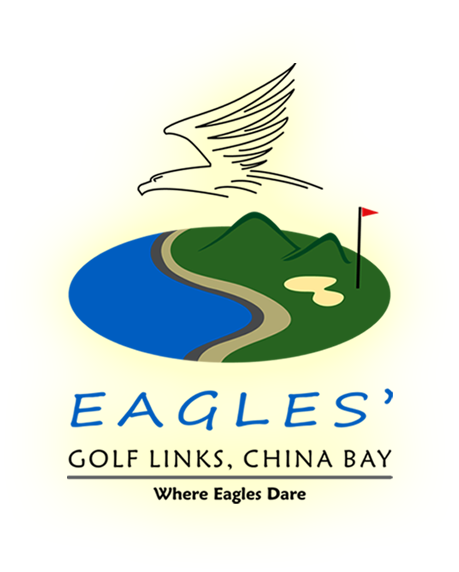 EAGLES’
GOLF LINKS, CHINA BAY
Where Eagles Dare